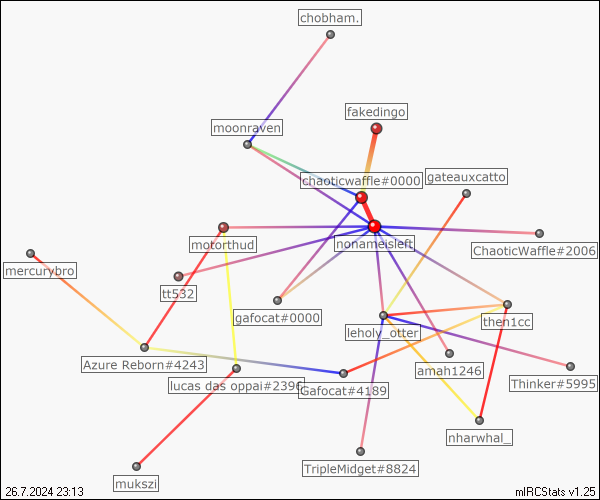 chobham.
fakedingo
moonraven
gateauxcatto
chaoticwaffle#0000
motorthud
nonameisleft
ChaoticWaffle#2006
mercurybro
tt532
gafocat#0000
then1cc
leholy_otter
Azure Reborn#4243
amah1246
lucas das oppai#2396
Gafocat#4189
Thinker#5995
nharwhal_
TripleMidget#8824
mukszi
26.7.2024 23:13
mIRCStats v1.25